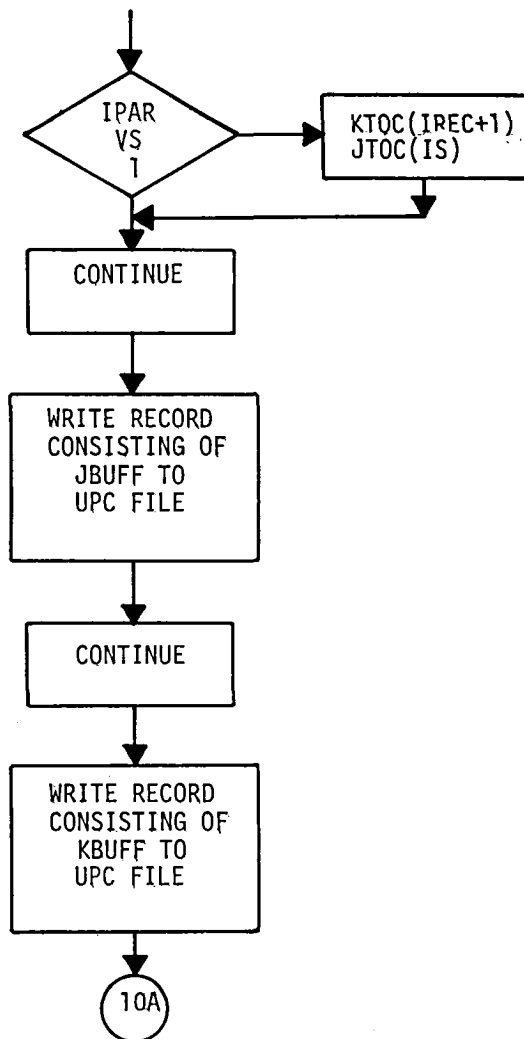 IPAR
VS
1
KTOC(IREC+1)
JTOC(IS)
CONTINUE
WRITE RECORD
CONSISTING OF
JBUFF TO
UPC FILE
CONTINUE
WRITE RECORD
CONSISTING OF
KBUFF TO
UPC FILE
10A